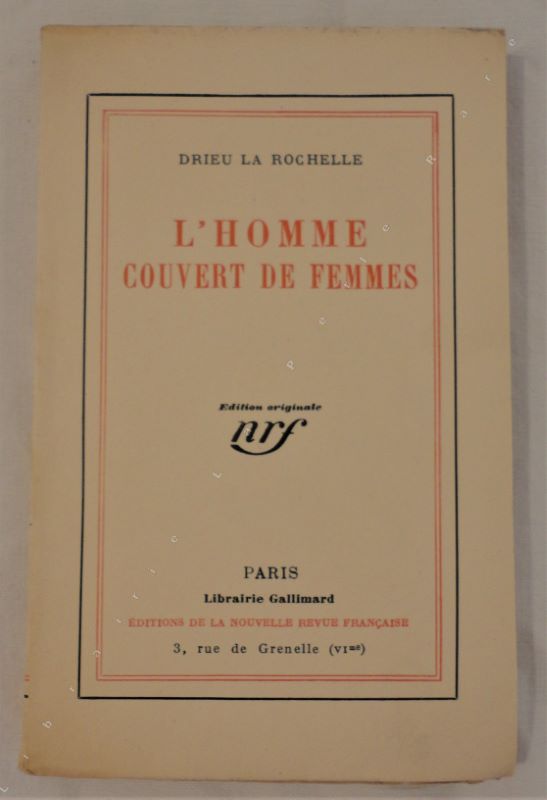 DRIEU LA ROCHELLE
L'HOMME
COUVERT DE FEMMES
Edition originale
nrf
PARIS
Librairie Gallimard
ÉDITIONS DE LA NOUVELLE REVUE FRANÇAISE
3, rue de Grenelle (VIme)